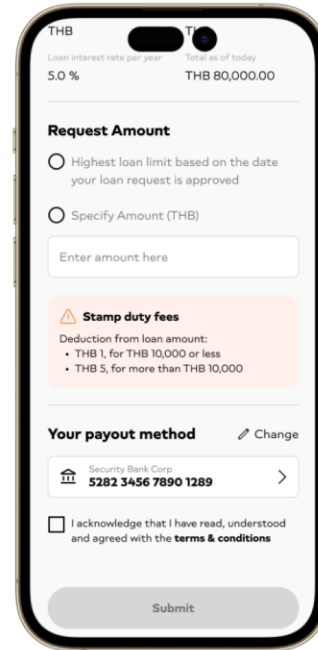 THB
Loan interest rate per year
Total as of today
5.0 %
THB 80,000.00
Request Amount
Highest loan limit based on the date
your loan request is approved
Specify Amount (THB)
Enter amount here
Stamp duty fees
Deduction from loan amount:
• THB 1, for THB 10,000 or less
• THB 5, for more than THB 10,000
Your payout method
Change
Security Bank Corp
5282 3456 7890 1289
I acknowledge that I have read, understood
and agreed with the terms & conditions
Submit